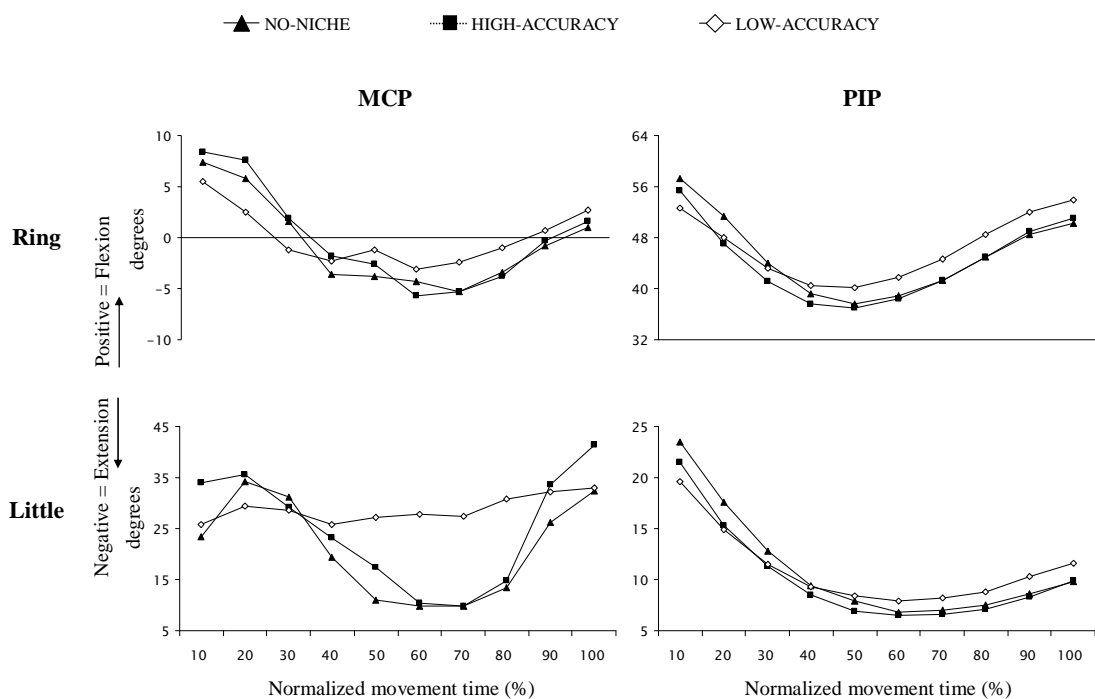 NO-NICHE HIGH-ACCURACY LOW-ACCURACY
MCP PIP
Ring
Little
Positive = Flexion
Negative = Extension
degrees
10
5
0
−5
−10
64
56
48
40
32
degrees
45
35
25
15
5
25
20
15
10
5
10 20 30 40 50 60 70 80 90 100
10 20 30 40 50 60 70 80 90 100
Normalized movement time (%) Normalized movement time (%)